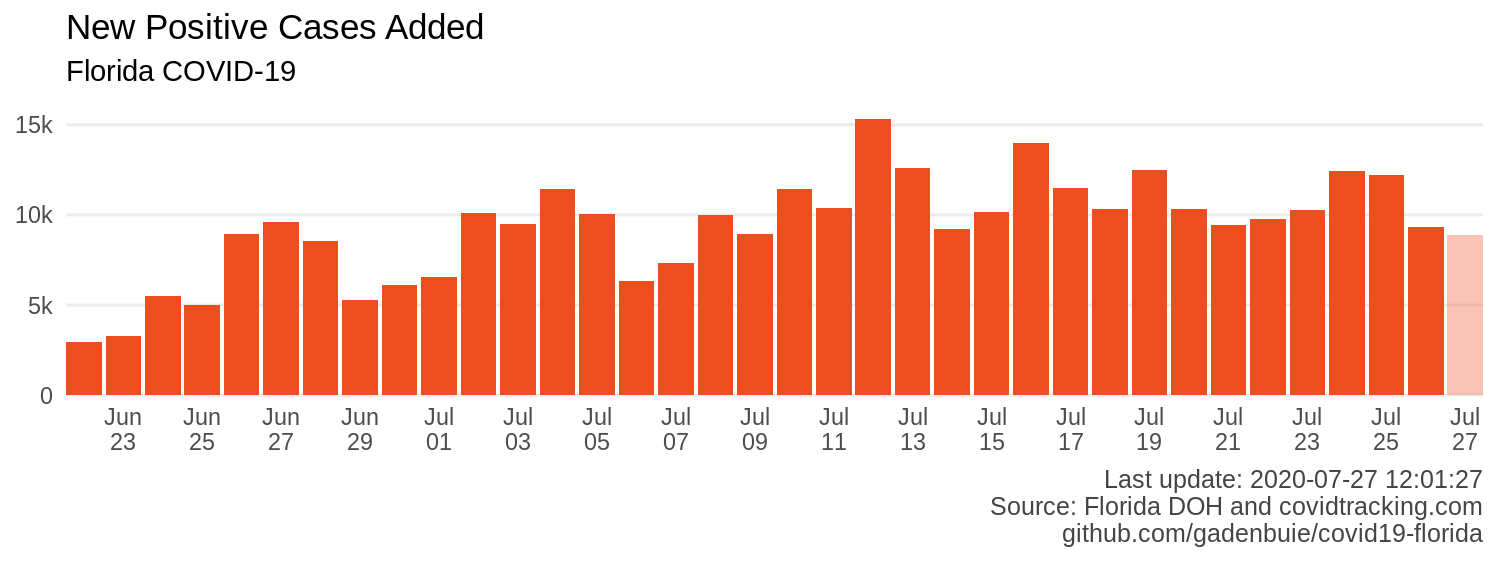 New Positive Cases Added
Florida COVID-19
15k
10k
5k
0
Jun Jun Jun Jun Jul Jul Jul Jul Jul Jul Jul Jul Jul Jul Jul Jul Jul Jul
23 25 27 29 01 03 05 07 09 11 13 15 17 19 21 23 25 27
Last update: 2020-07-27 12:01:27
Source: Florida DOH and covidtracking.com
github.com/gadenbuie/covid19-florida